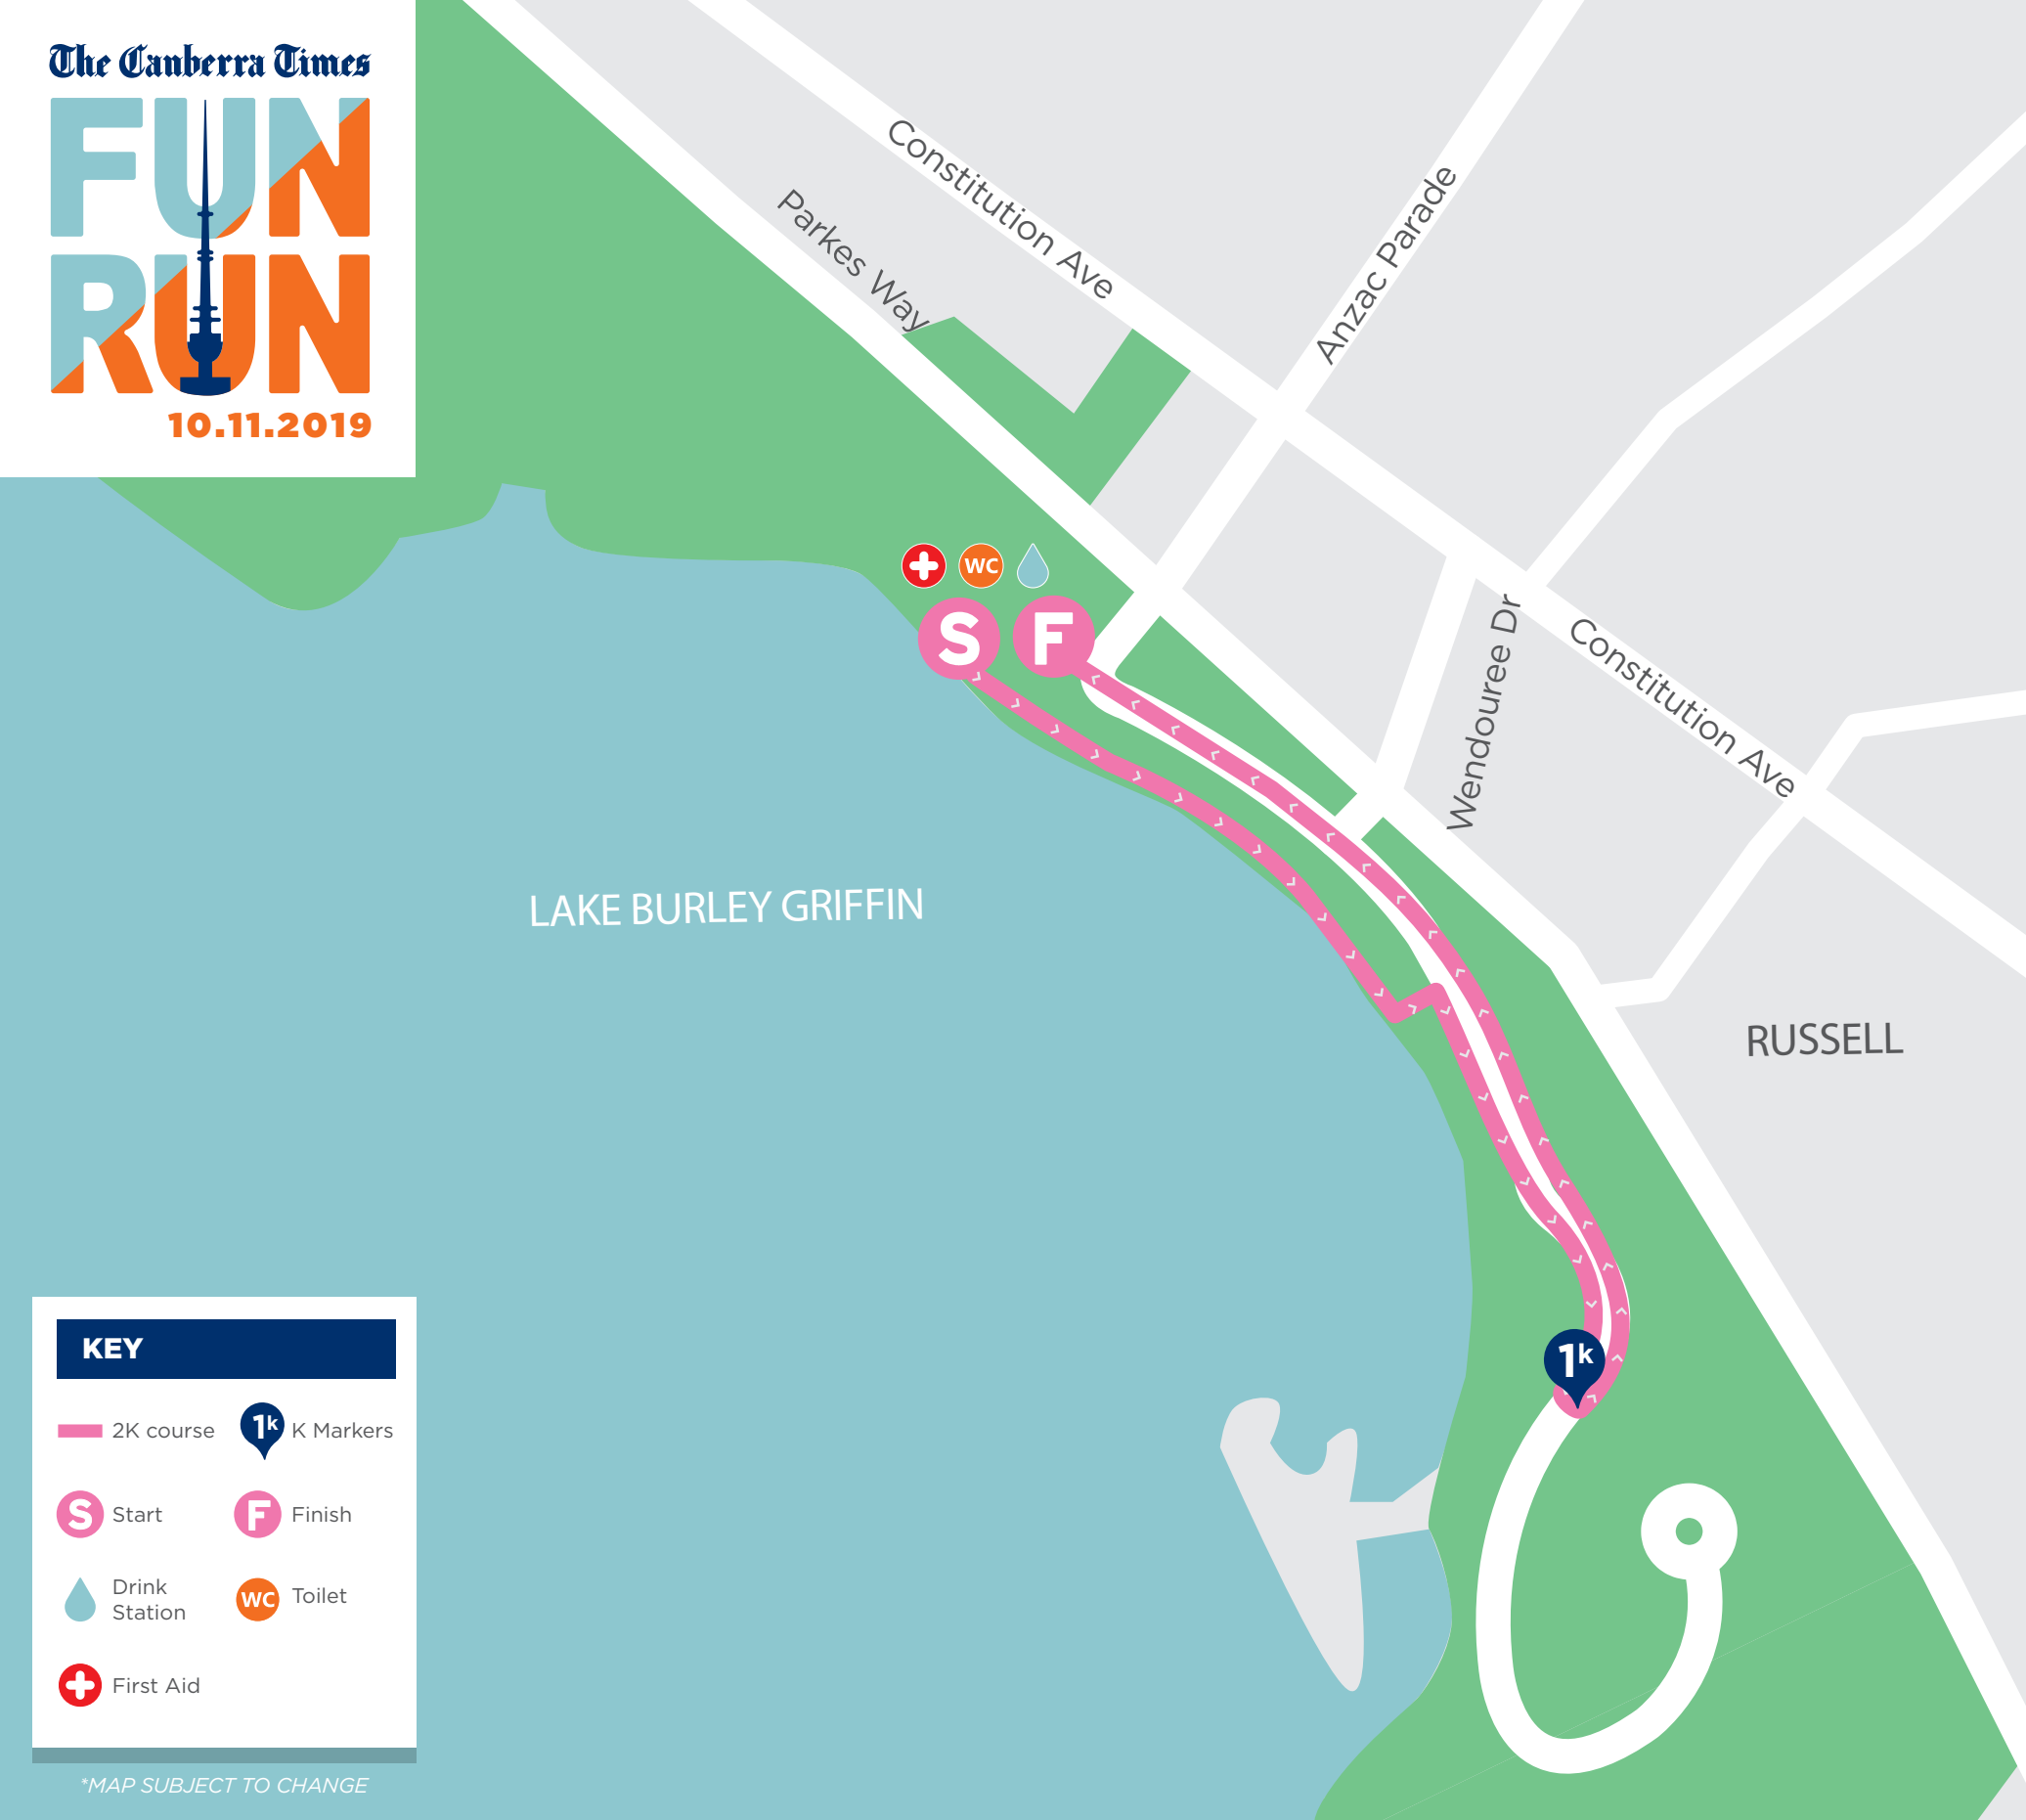 The Canberra Times
FUN
RUN
10.11.2019
Constitution Ave
Parkes Way
Anzac Parade
WC
S
F
Wendouree Dr
Constitution Ave
LAKE BURLEY GRIFFIN
RUSSELL
1k
KEY
2K course
1k
K Markers
S
Start
F
Finish
Drink
Station
WC
Toilet
First Aid
*MAP SUBJECT TO CHANGE